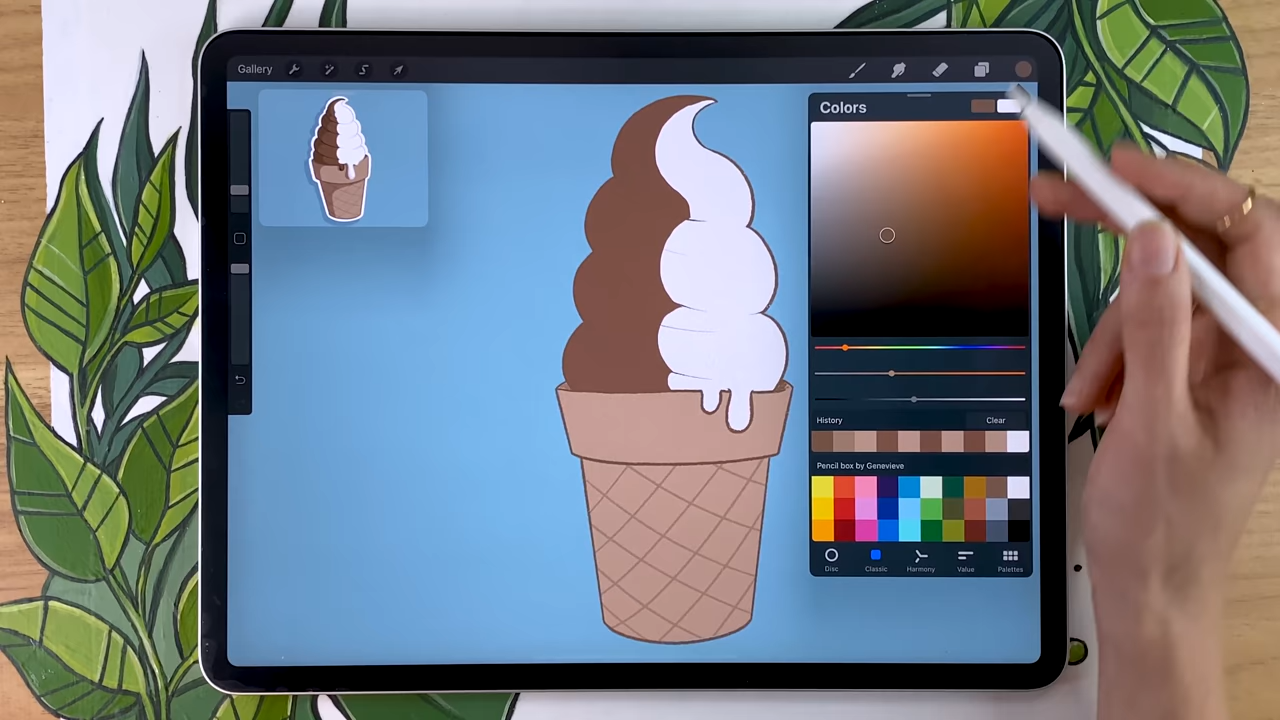 Gallery
Colors
History Clear
Pencil box by Genevieve
Disc Classic Harmony Value Palettes